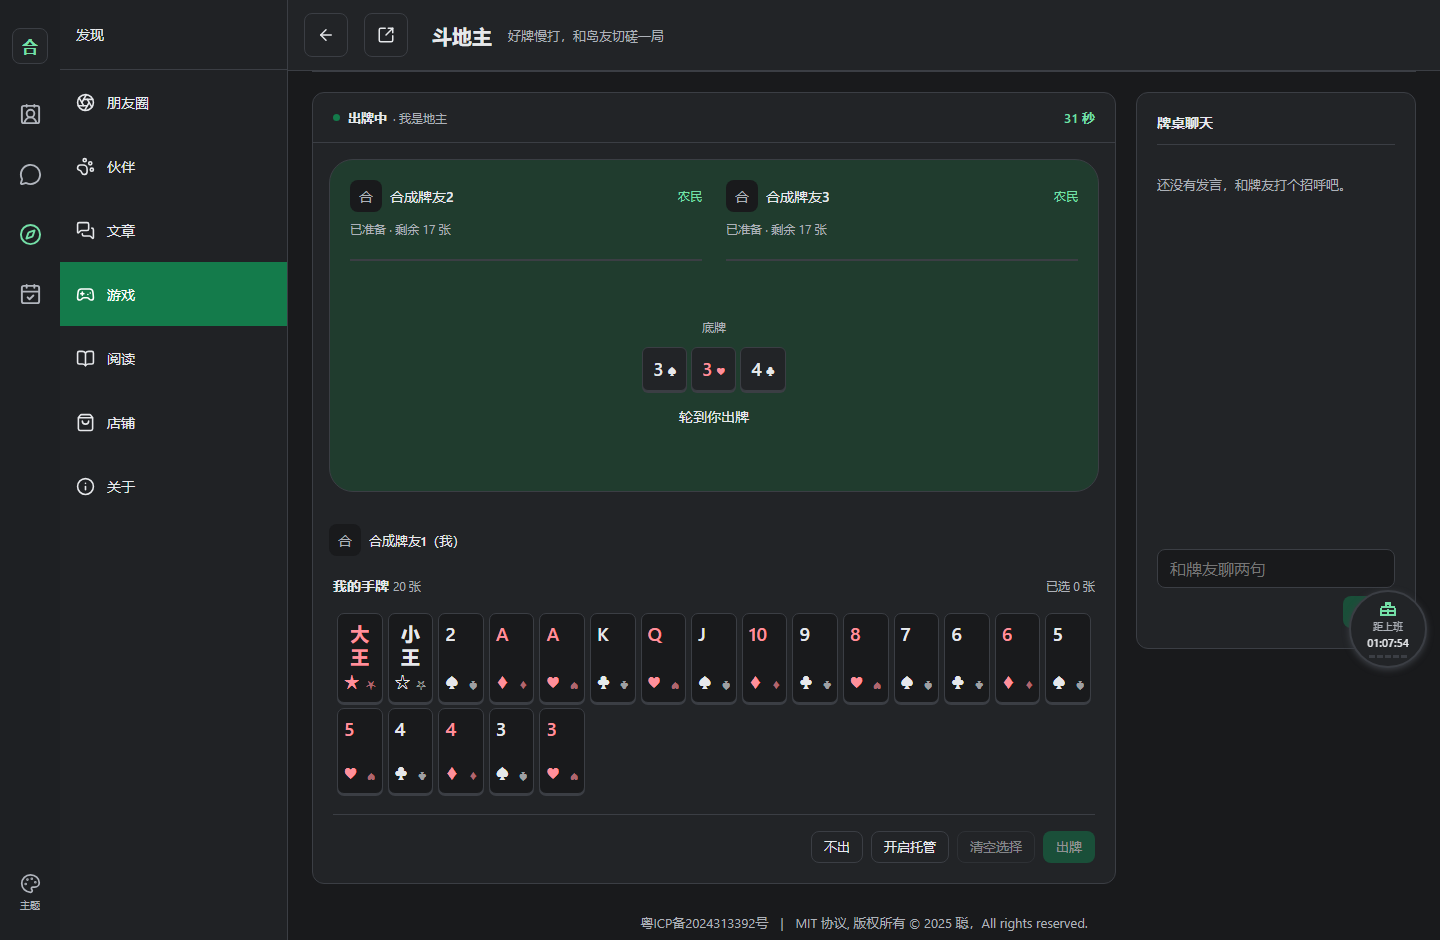 合
发现
朋友圈
伙伴
文章
游戏
阅读
店铺
关于
主题
斗地主
好牌慢打，和岛友切磋一局
出牌中 · 我是地主
31 秒
合
合成牌友2
农民
已准备 · 剩余 17 张
合
合成牌友3
农民
已准备 · 剩余 17 张
底牌
3 ♠
3 ♥
4 ♣
轮到你出牌
合
合成牌友1（我）
我的手牌 20 张
已选 0 张
大王 小王 2 A A K Q J 10 9 8 7 6 6 5
★ ★ ☆ ☆ ♠ ♠ ♦ ♦ ♥ ♥ ♣ ♣ ♥ ♥ ♠ ♠ ♦ ♦ ♣ ♣ ♥ ♥ ♠ ♠ ♣ ♣ ♦ ♦ ♠ ♠
5 4 4 3 3
♥ ♥ ♣ ♣ ♦ ♦ ♠ ♠ ♥ ♥
不出
开启托管
清空选择
出牌
牌桌聊天
还没有发言，和牌友打个招呼吧。
和牌友聊两句
距上班
01:07:54
粤ICP备2024313392号 | MIT 协议, 版权所有 © 2025 聪，All rights reserved.